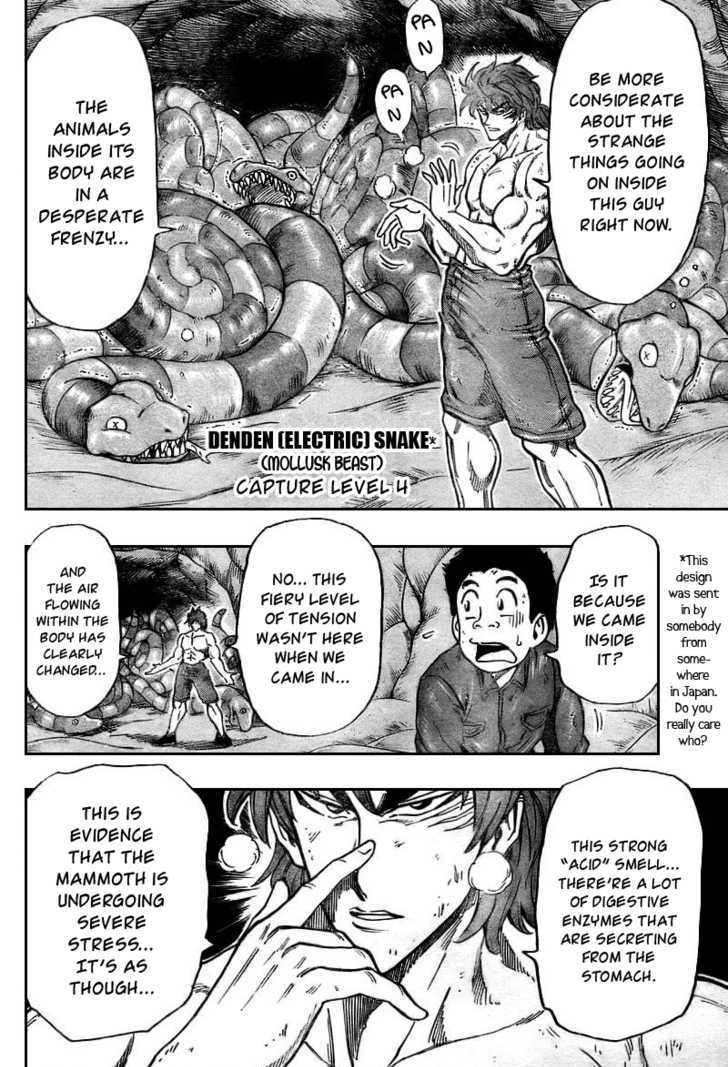 BE MORE
CONSIDERATE
ABOUT THE
STRANGE
THINGS GOING
ON INSIDE
THIS GUY
RIGHT NOW.
PA
N
PA
N
THE
ANIMALS
INSIDE ITS
BODY ARE
IN A
DESPERATE
FRENZY...
DENDEN (ELECTRIC) SNAKE*
(MOLLUSK BEAST)
CAPTURE LEVEL 4
*This
design
was sent
in by
somebody
from
some-
where
in Japan.
Do you
really care
who?
IS IT
BECAUSE
WE CAME
INSIDE
IT?
NO... THIS
FIERY LEVEL
OF TENSION
WASN'T HERE
WHEN WE
CAME IN...
AND
THE AIR
FLOWING
WITHIN THE
BODY HAS
CLEARLY
CHANGED...
THIS STRONG
"ACID" SMELL...
THERE'RE A LOT
OF DIGESTIVE
ENZYMES THAT
ARE SECRETING
FROM THE
STOMACH.
THIS IS
EVIDENCE
THAT THE
MAMMOTH IS
UNDERGOING
SEVERE
STRESS...
IT'S AS
THOUGH...